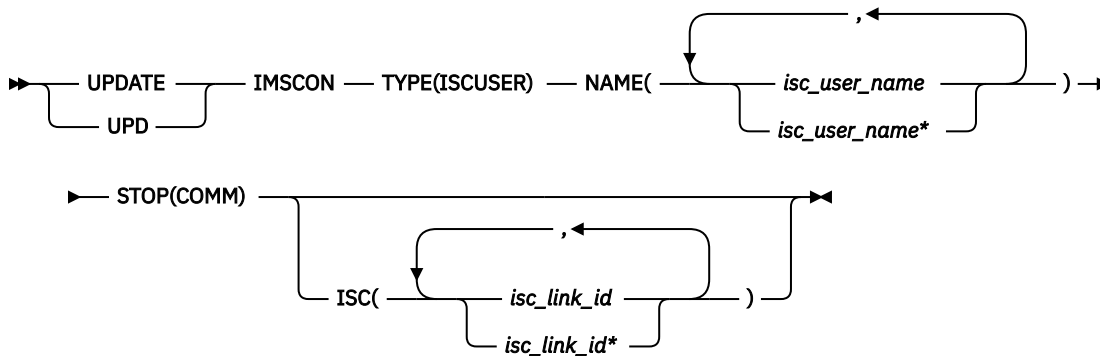 ,
UPDATE IMSCON TYPE(ISCUSER) NAME( isc_user_name )
UPD isc_user_name*
STOP(COMM)
,
ISC( isc_link_id )
isc_link_id*